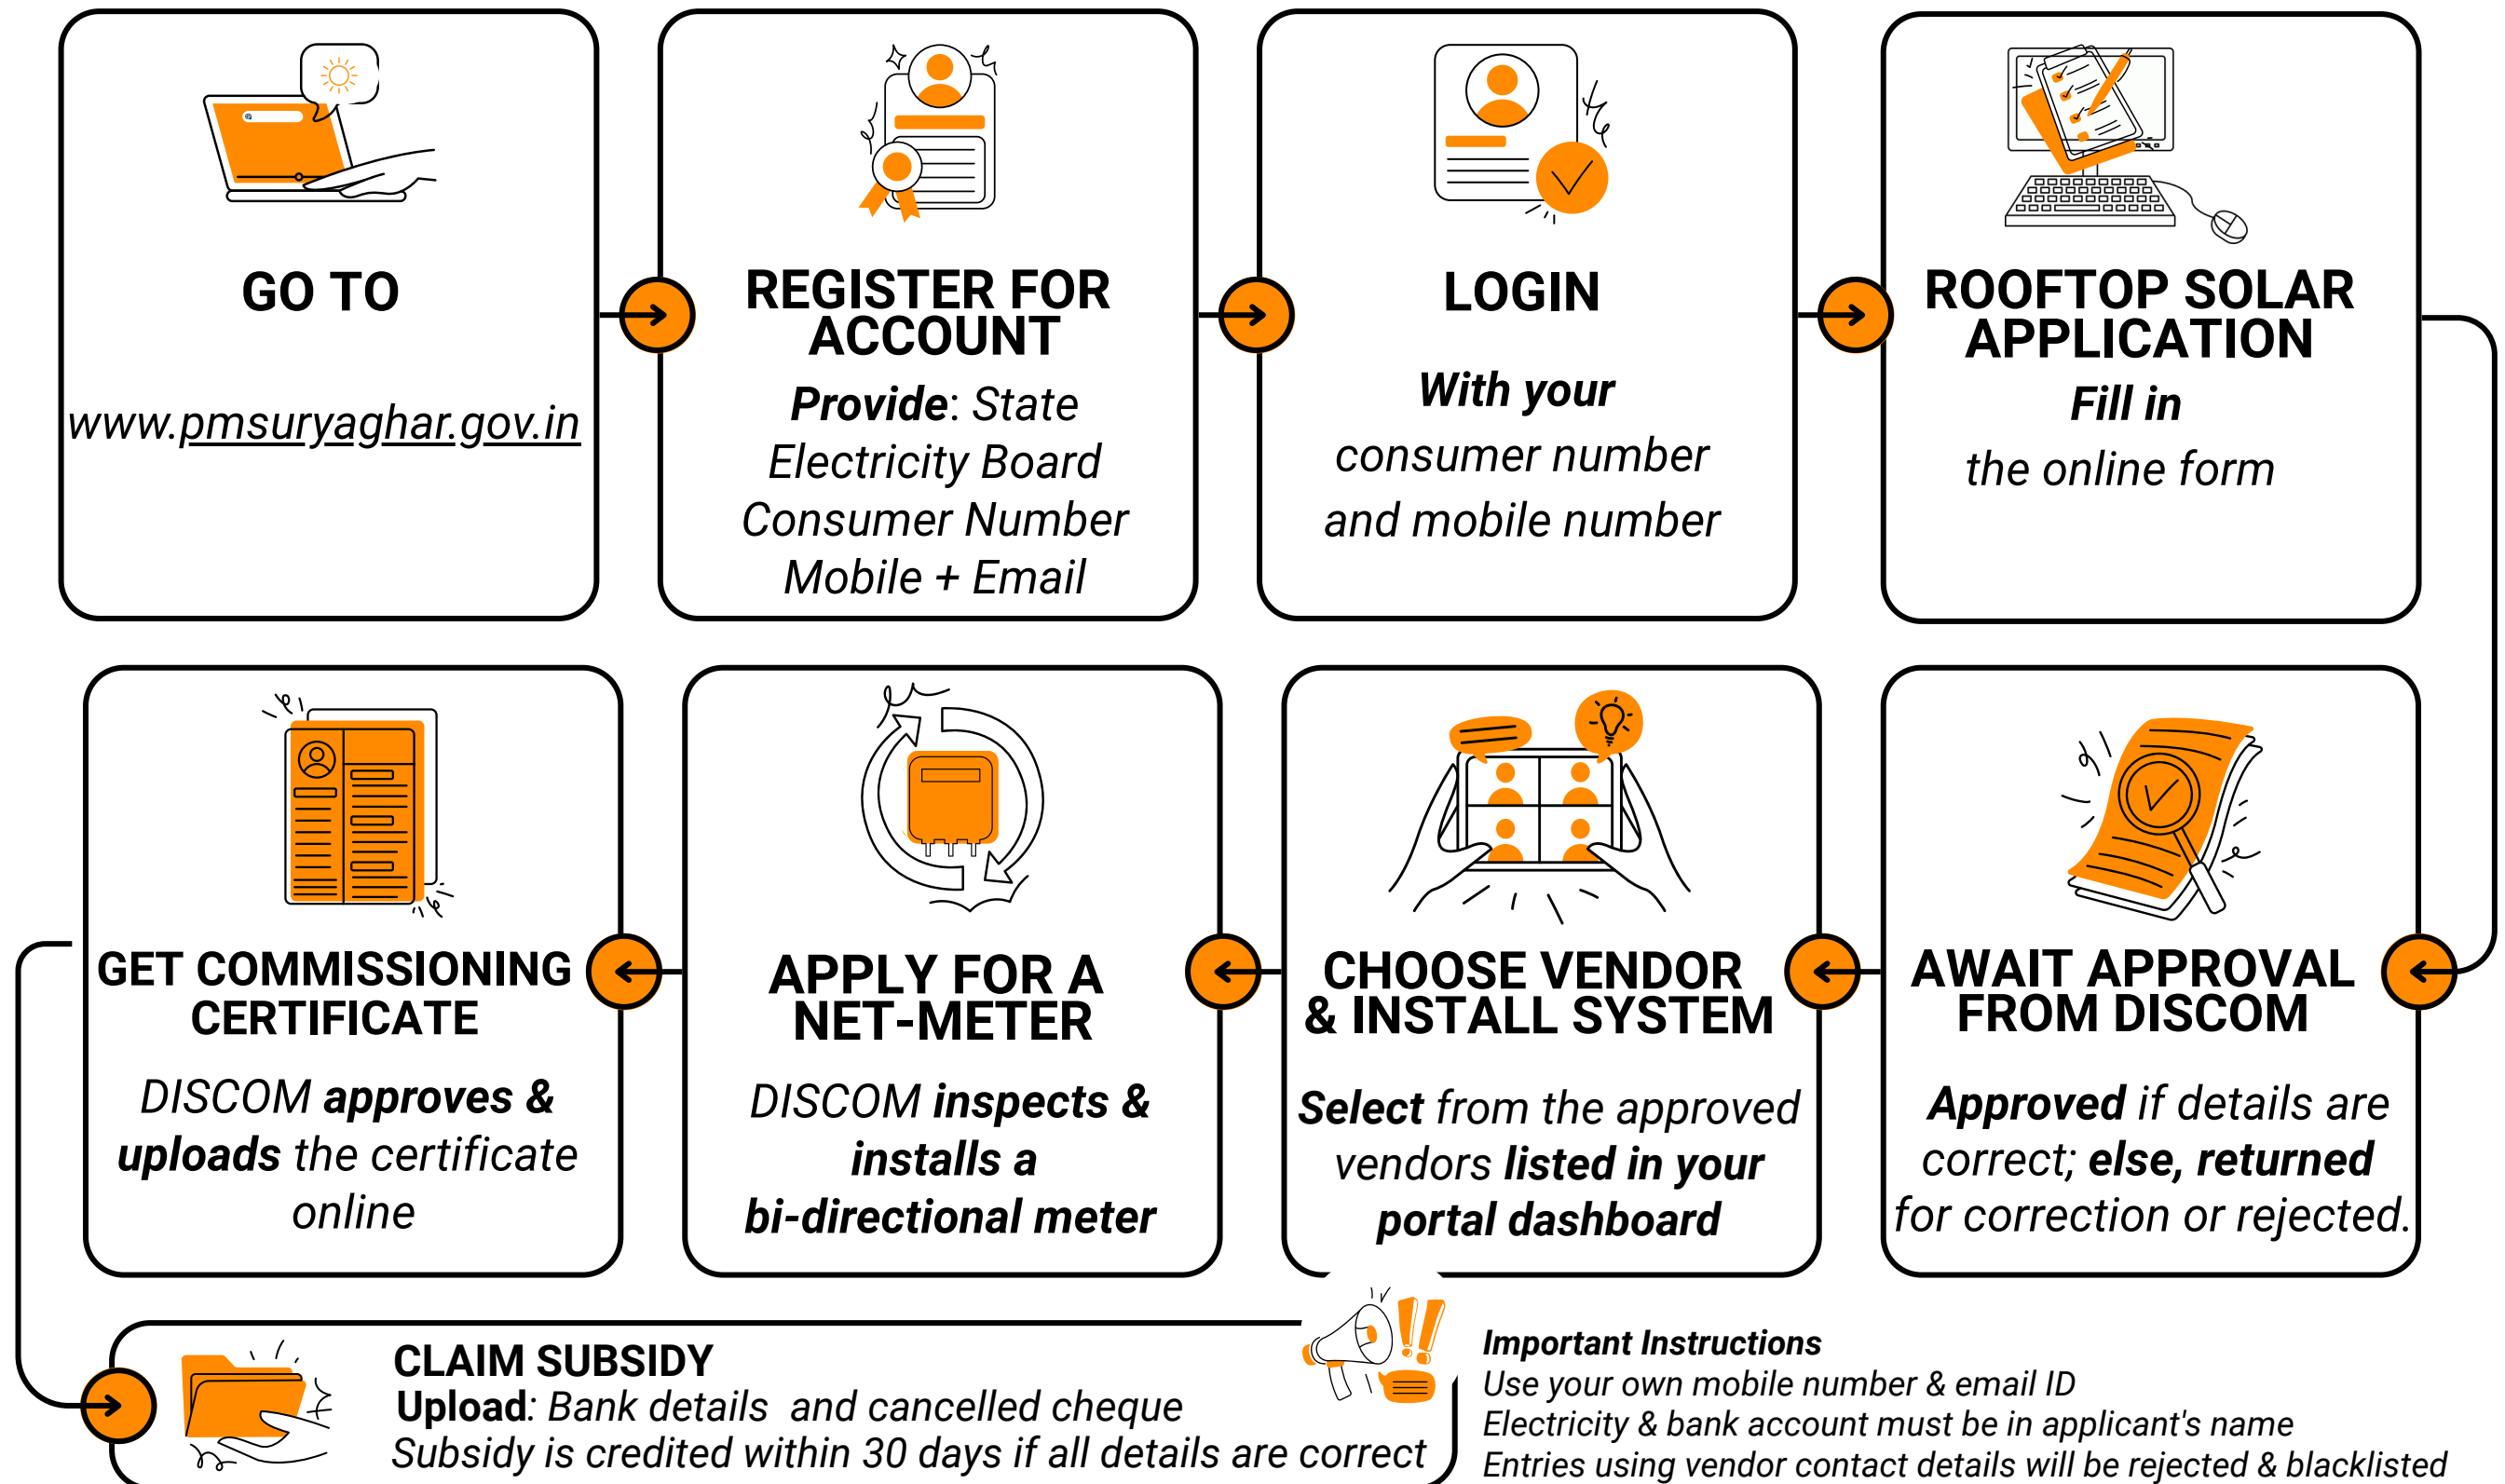 GO TO
www.pmsuryaghar.gov.in
REGISTER FOR
ACCOUNT
Provide: State
Electricity Board
Consumer Number
Mobile + Email
LOGIN
With your
consumer number
and mobile number
ROOFTOP SOLAR
APPLICATION
Fill in
the online form
AWAIT APPROVAL
FROM DISCOM
Approved if details are
correct; else, returned
for correction or rejected.
CHOOSE VENDOR
& INSTALL SYSTEM
Select from the approved
vendors listed in your
portal dashboard
APPLY FOR A
NET-METER
DISCOM inspects &
installs a
bi-directional meter
GET COMMISSIONING
CERTIFICATE
DISCOM approves &
uploads the certificate
online
CLAIM SUBSIDY
Upload: Bank details and cancelled cheque
Subsidy is credited within 30 days if all details are correct
Important Instructions
Use your own mobile number & email ID
Electricity & bank account must be in applicant's name
Entries using vendor contact details will be rejected & blacklisted